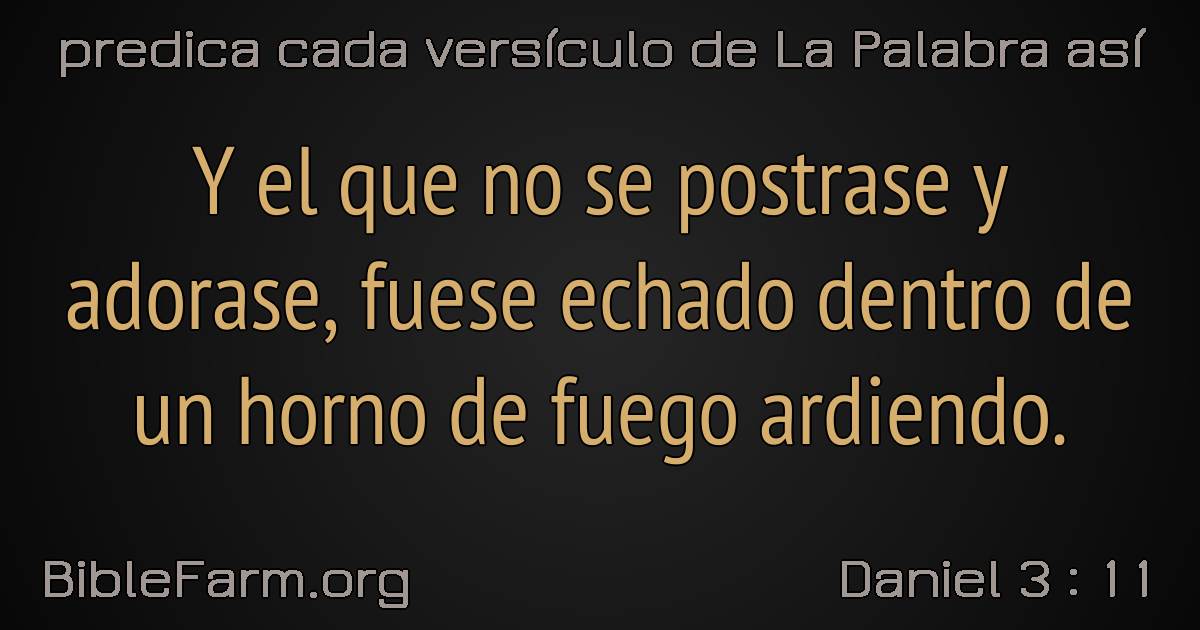 predica cada versículo de La Palabra así
Y el que no se postrase y
adorase, fuese echado dentro de
un horno de fuego ardiendo.
BibleFarm.org
Daniel 3 : 11